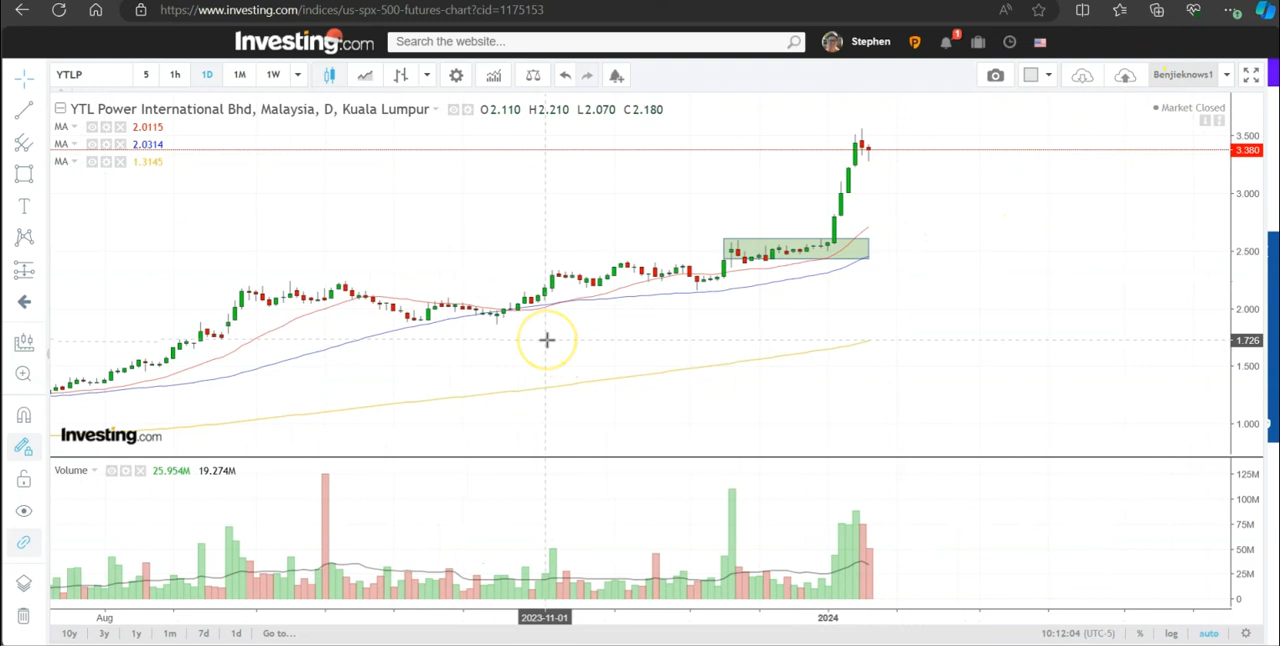 https://www.investing.com/indices/us-spx-500-futures-chart?cid=1175153
Investing.com
Search the website...
Stephen
1
YTLP
5
1h
1D
1M
1W
Benjieknows1
YTL Power International Bhd, Malaysia, D, Kuala Lumpur
O2.110 H2.210 L2.070 C2.180
Market Closed
MA 2.0115
MA 2.0314
MA 1.3145
3.500
3.380
3.000
2.500
2.000
1.726
1.500
1.000
Investing.com
Volume 25.954M 19.274M
125M
100M
75M
50M
25M
0
Aug
2023-11-01
2024
10y 3y 1y 1m 7d 1d Go to...
10:12:04 (UTC-5) % log auto